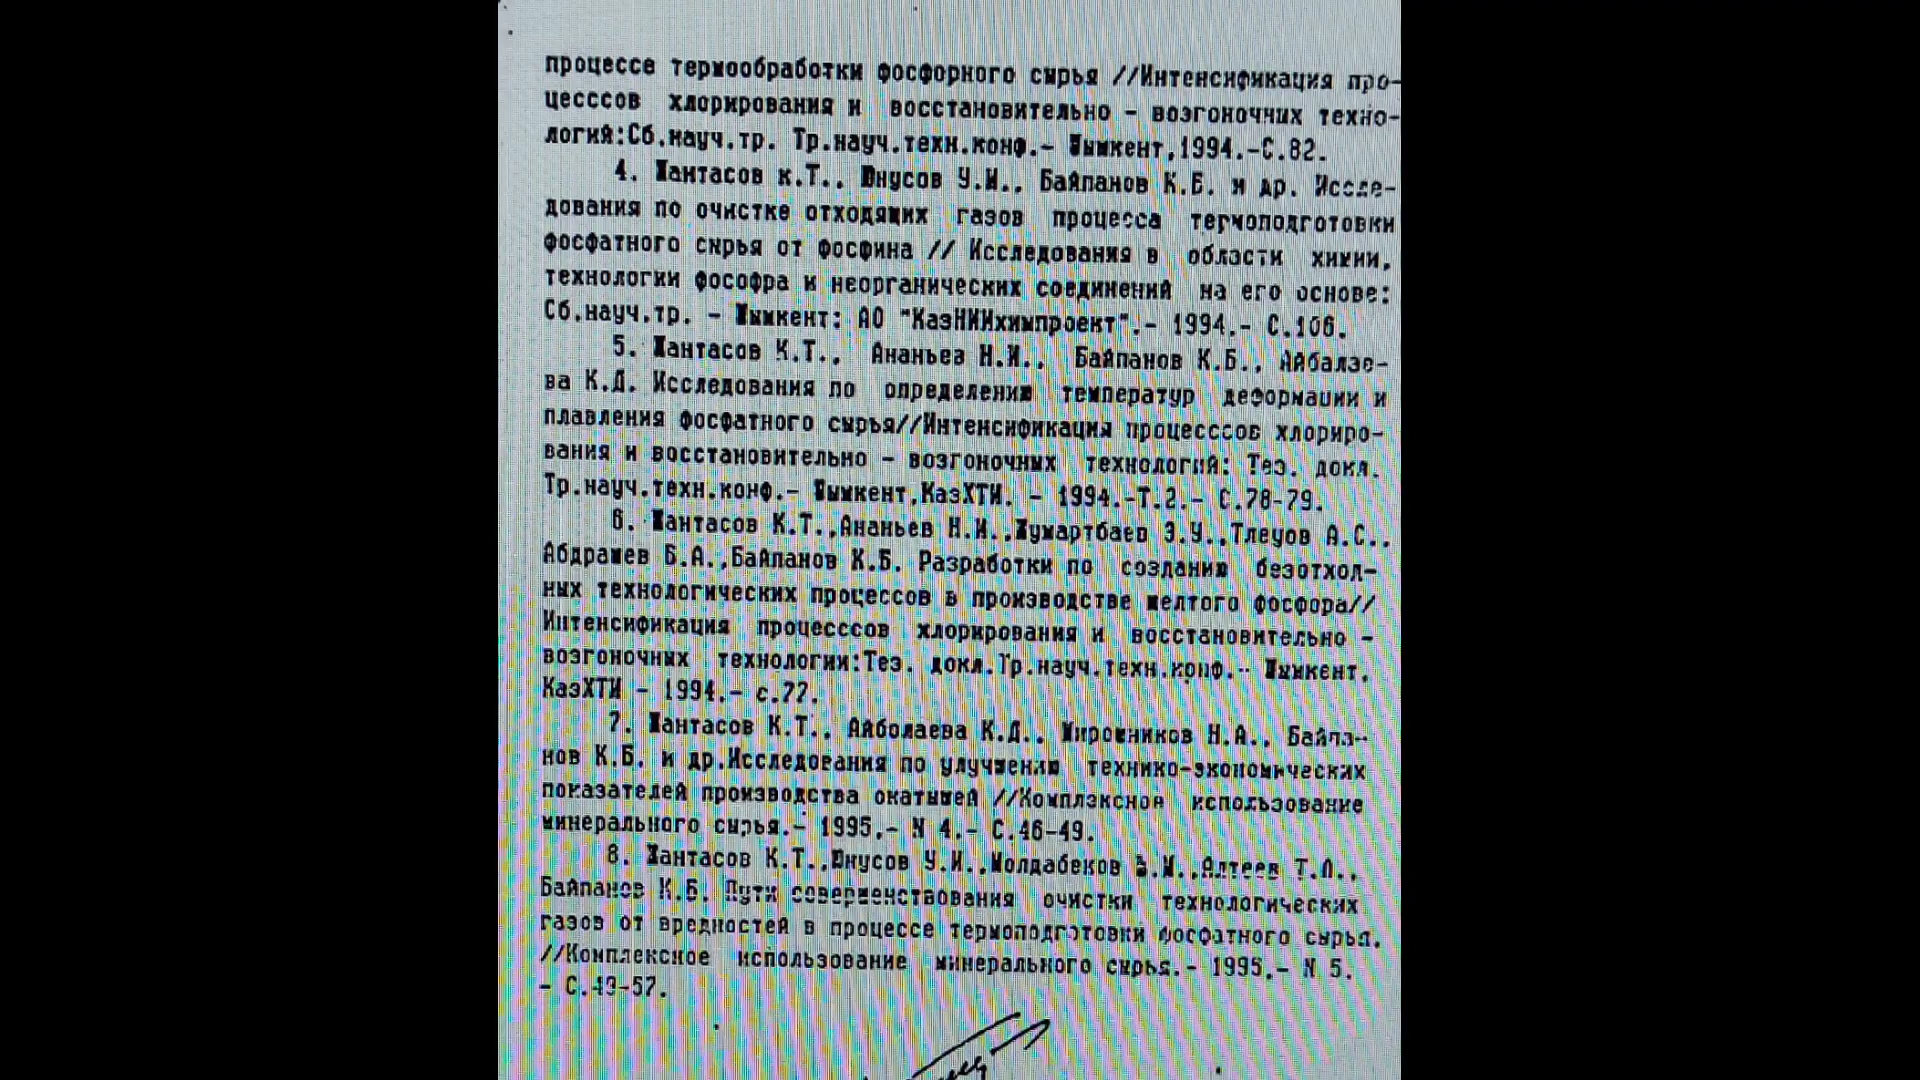 процессе термообработки фосфорного сырья //Интенсификация про-
цесссов хлорирования и восстановительно - возгоночных техно-
логий:Сб.науч.тр. Тр.науч.техн.конф.- Шымкент,1994.-С.82.
4. Жантасов к.Т., Юнусов У.И., Байпанов К.Б. и др. Иссле-
дования по очистке отходящих газов процесса термоподготовки
фосфатного сырья от фосфина // Исследования в области химии,
технологии фософра и неорганических соединений на его основе:
Сб.науч.тр. - Шымкент: АО "КазНИИхимпроект".- 1994.- С.106.
5. Жантасов К.Т., Ананьев Н.И., Байпанов К.Б., Айбалае-
ва К.Д. Исследования по определению температур деформации и
плавления фосфатного сырья//Интенсификация процесссов хлориро-
вания и восстановительно - возгоночных технологий: Тез. докл.
Тр.науч.техн.конф.- Шымкент,КазХТИ. - 1994.-Т.2.- С.78-79.
6. Жантасов К.Т.,Ананьев Н.И.,Жумартбаев Э.У.,Тлеуов А.С.,
Абдрашев Б.А.,Байпанов К.Б. Разработки по создании безотхол-
ных технологических процессов в производстве желтого фосфора//
Интенсификация процесссов хлорирования и восстановительно -
возгоночных технологии:Тез. докл.Тр.науч.техн.конф.- Шымкент,
КазХТИ - 1994.- с.77.
7. Жантасов К.Т., Айболаева К.Д., Мирошников Н.А., Байпа-
нов К.Б. и др.Исследования по улучшению технико-экономических
показателей производства окатышей //Комплэксное использование
минерального сырья.- 1995.- N 4.- С.46-49.
8. Жантасов К.Т.,Юнусов У.И.,Молдабеков Ш.М.,Алтеев Т.
Байпанов К.Б. Пути совершенствования очистки технологических
газов от вредностей в процессе термоподготовки фосфатного сырья.
//Комплексное использование минерального сырья.- 1995.- N 5.
- С.49-57.